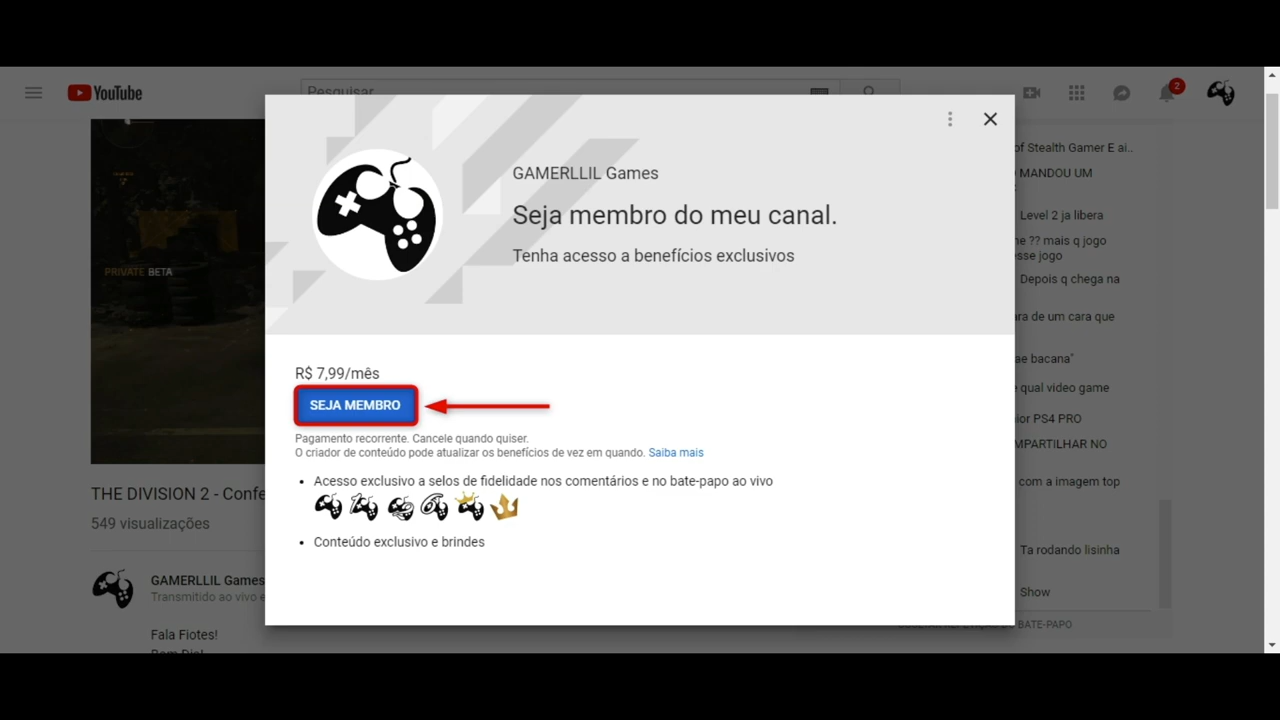 YouTube
Pesquisar
2
GAMERLLIL Games
Seja membro do meu canal.
Tenha acesso a benefícios exclusivos
R$ 7,99/mês
SEJA MEMBRO
Pagamento recorrente. Cancele quando quiser.
O criador de conteúdo pode atualizar os benefícios de vez em quando. Saiba mais
Acesso exclusivo a selos de fidelidade nos comentários e no bate-papo ao vivo
Conteúdo exclusivo e brindes
PRIVATE BETA
THE DIVISION 2 - Confe
549 visualizações
GAMERLLIL Games
Transmitido ao vivo e
Fala Fiotes!
of Stealth Gamer E ai..
MANDOU UM
Level 2 ja libera
?? mais q jogo
esse jogo
Depois q chega na
ara de um cara que
ae bacana"
qual video game
PS4 PRO
MPARTILHAR NO
com a imagem top
Ta rodando lisinha
Show
BATE-PAPO